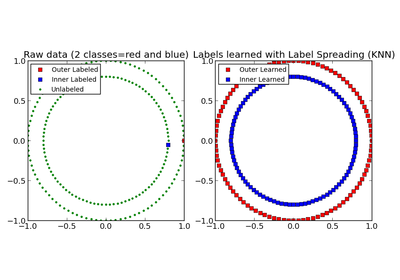 Raw data (2 classes=red and blue)
Labels learned with Label Spreading (KNN)
Outer Labeled
Inner Labeled
Unlabeled
1.0
0.5
0.0
−0.5
−1.0
−1.0 −0.5 0.0 0.5 1.0
Outer Learned
Inner Learned
1.0
0.5
0.0
−0.5
−1.0
−1.0 −0.5 0.0 0.5 1.0